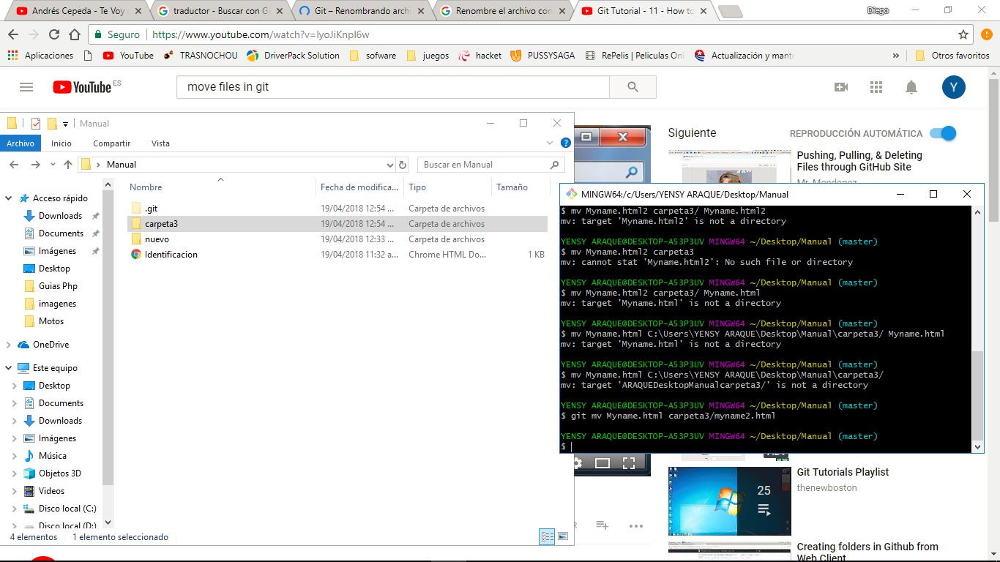 Andrés Cepeda - Te Voy
traductor - Buscar con G
Git – Renombrando arch
Renombre el archivo con
Git Tutorial - 11 - How to
Diego
Seguro
https://www.youtube.com/watch?v=IyoJiKnpl6w
Aplicaciones
YouTube
TRASNOCHOU
DriverPack Solution
sofware
juegos
hacket
PUSSYSAGA
RePelis | Peliculas Onl
Actualización y mante
»
Otros favoritos
YouTube ES
move files in git
Y
Manual
Archivo
Inicio
Compartir
Vista
Manual
Buscar en Manual
Nombre
Fecha de modifica...
Tipo
Tamaño
.git 19/04/2018 12:54 ... Carpeta de archivos
carpeta3 19/04/2018 12:54 ... Carpeta de archivos
nuevo 19/04/2018 12:33 ... Carpeta de archivos
Identificacion 19/04/2018 11:32 a... Chrome HTML Do... 1 KB
Acceso rápido
Downloads
Documents
Imágenes
Desktop
Guias Php
imagenes
Motos
OneDrive
Este equipo
Desktop
Documents
Downloads
Imágenes
Música
Objetos 3D
Videos
Disco local (C:)
Disco local (D:)
4 elementos
1 elemento seleccionado
Siguiente
REPRODUCCIÓN AUTOMÁTICA
Pushing, Pulling, & Deleting
Files through GitHub Site
MINGW64:/c/Users/YENSY ARAQUE/Desktop/Manual
$ mv Myname.html2 carpeta3/ Myname.html2
mv: target 'Myname.html2' is not a directory
YENSY ARAQUE@DESKTOP-A53P3UV MINGW64 ~/Desktop/Manual (master)
$ mv Myname.html2 carpeta3
mv: cannot stat 'Myname.html2': No such file or directory
YENSY ARAQUE@DESKTOP-A53P3UV MINGW64 ~/Desktop/Manual (master)
$ mv Myname.html2 carpeta3/ Myname.html
mv: target 'Myname.html' is not a directory
YENSY ARAQUE@DESKTOP-A53P3UV MINGW64 ~/Desktop/Manual (master)
$ mv Myname.html C:\Users\YENSY ARAQUE\Desktop\Manual\carpeta3/ Myname.html
mv: target 'Myname.html' is not a directory
YENSY ARAQUE@DESKTOP-A53P3UV MINGW64 ~/Desktop/Manual (master)
$ mv Myname.html C:\Users\YENSY ARAQUE\Desktop\Manual\carpeta3/
mv: target 'ARAQUEDesktopManualcarpeta3/' is not a directory
YENSY ARAQUE@DESKTOP-A53P3UV MINGW64 ~/Desktop/Manual (master)
$ git mv Myname.html carpeta3/myname2.html
YENSY ARAQUE@DESKTOP-A53P3UV MINGW64 ~/Desktop/Manual (master)
$
25
Git Tutorials Playlist
thenewboston
Creating folders in Github from
Web Client